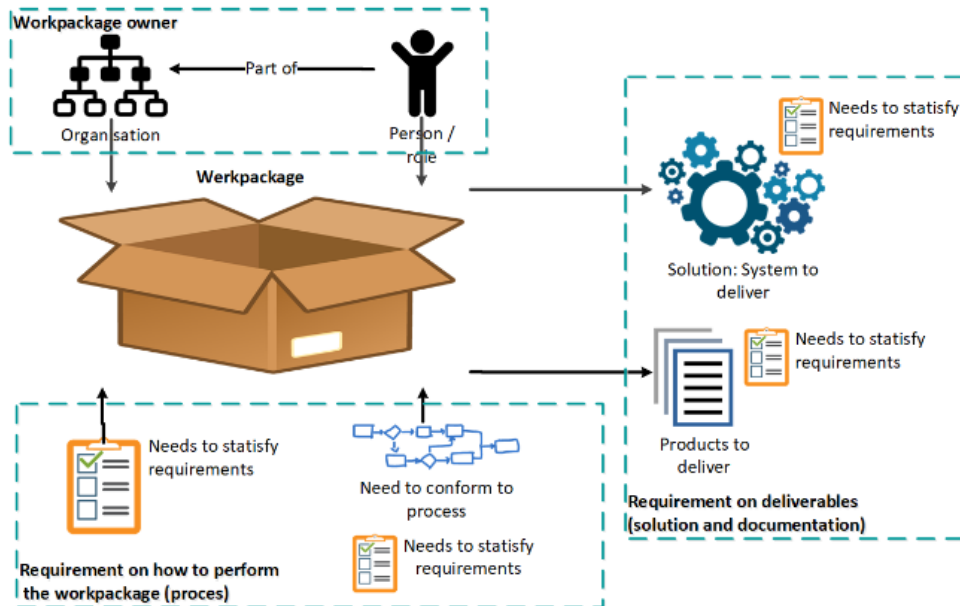 Workpackage owner
Part of
Organisation
Person /
role
Werkpackage
Needs to statisfy
requirements
Solution: System to
deliver
Needs to statisfy
requirements
Products to
deliver
Requirement on deliverables
(solution and documentation)
Needs to statisfy
requirements
Need to conform to
process
Needs to statisfy
requirements
Requirement on how to perform
the workpackage (proces)